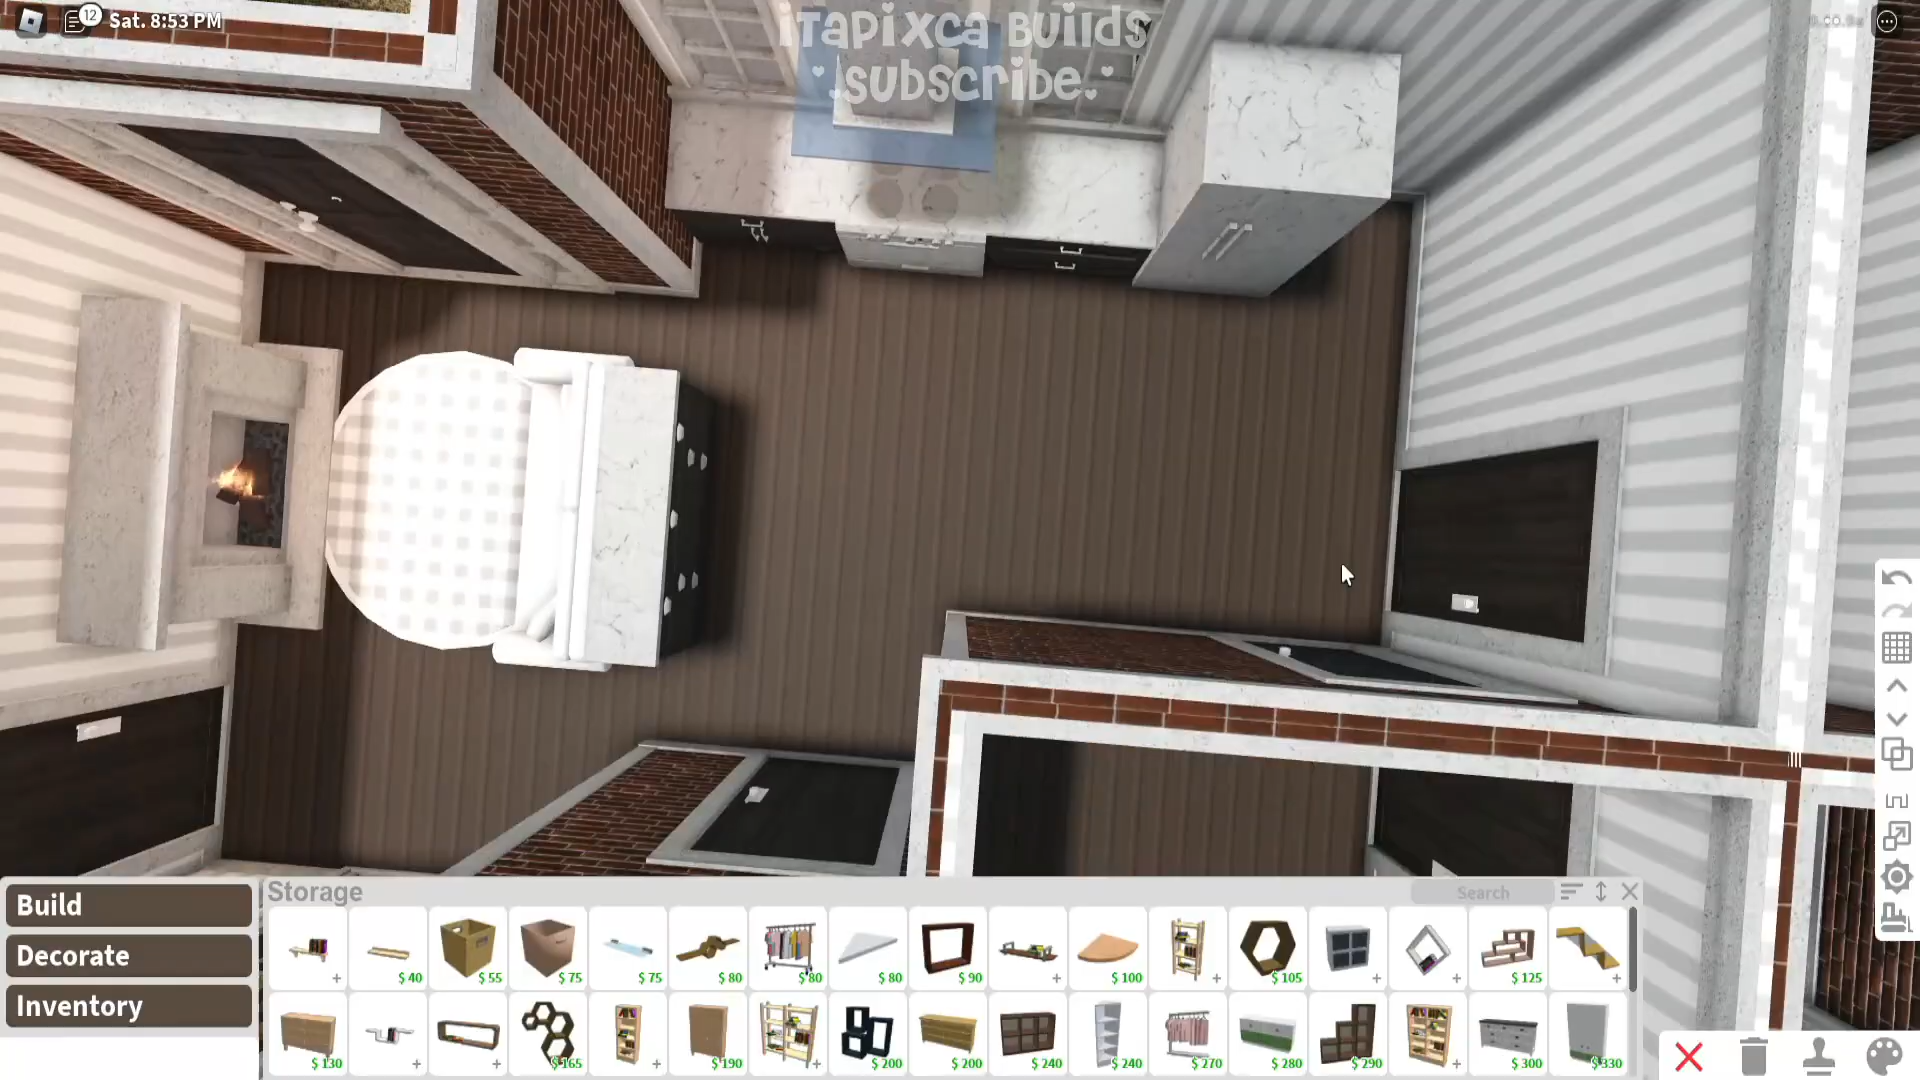 12 Sat. 8:53 PM
iTapixca Builds
subscribe.
Build
Decorate
Inventory
Storage
Search
+ $ 40 $ 55 $ 75 $ 75 $ 80 $ 80 $ 80 $ 90 + $ 100 + $ 105 + + $ 125 +
$ 130 + + $ 165 + $ 190 + $ 200 $ 200 $ 240 $ 240 $ 270 $ 280 $ 290 + $ 300 $ 330